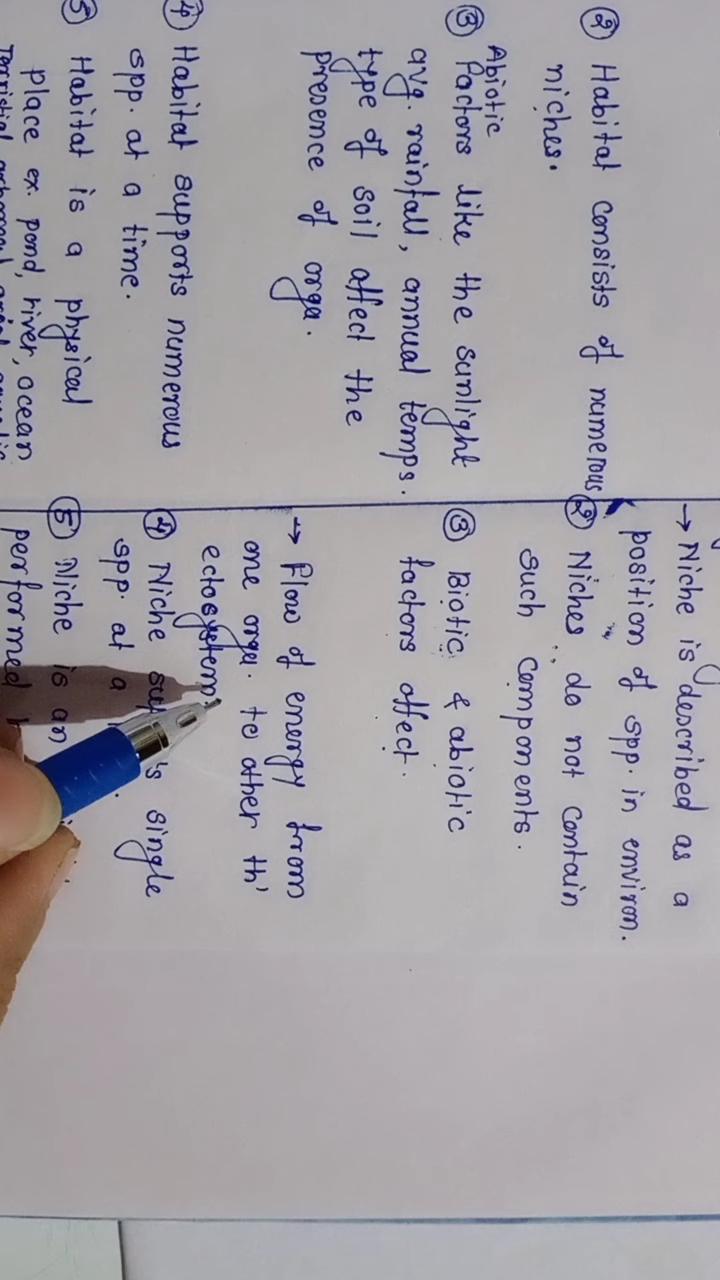 ② Habitat consists of numerous
niches.
Abiotic
③ Factors like the sunlight
avg. rainfall, annual temps.
type of soil affect the
presence of orga.
④ Habitat supports numerous
spp. at a time.
⑤ Habitat is a physical
place ex. pond, river, ocean
→ Niche is described as a
position of spp. in environ.
② Niches do not contain
such components.
③ Biotic & abiotic
factors affect.
→ Flow of energy from
one orga. to other th'
ectosystem.
④ Niche single
spp. at a
⑤ Niche is an
performed